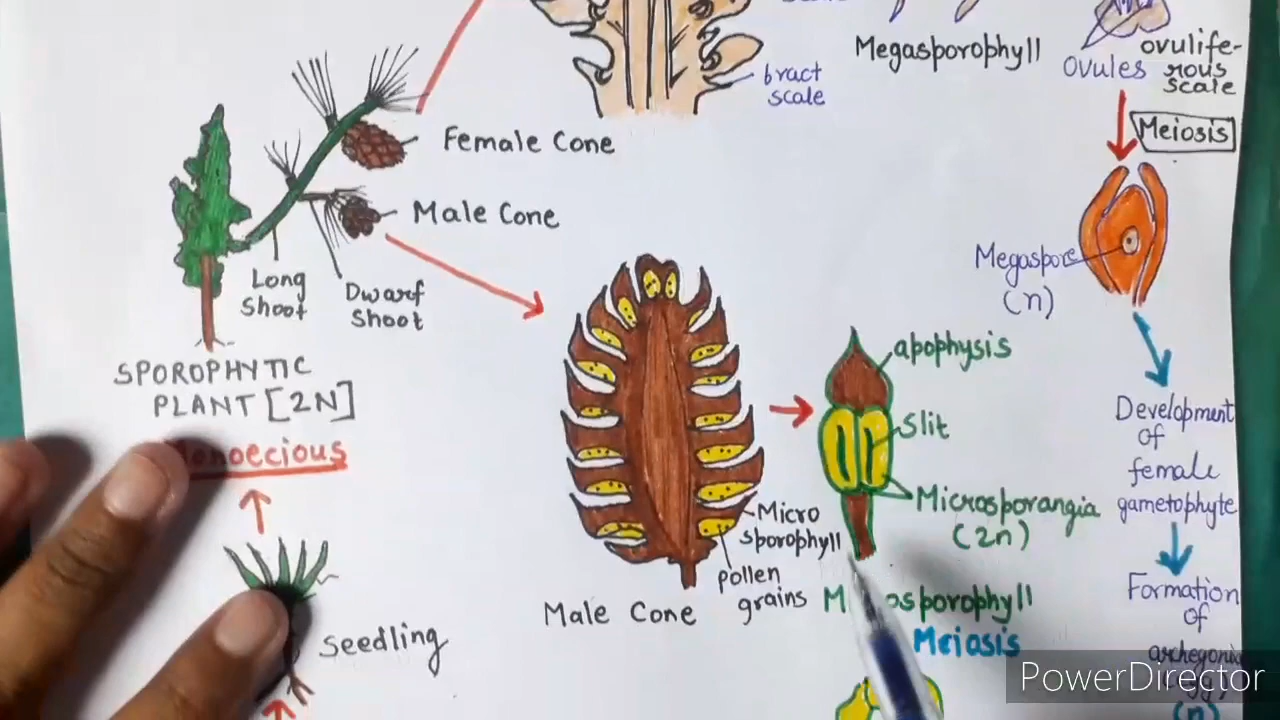 Megasporophyll
ovulife-
rous
scale
ovules
bract
scale
Meiosis
Female Cone
Male Cone
Long
Shoot
Dwarf
Shoot
Megaspore
(n)
SPOROPHYTIC
PLANT [2N]
apophysis
Slit
Microsporangia
(2n)
Development
of
female
gametophyte
Micro
sporophyll
pollen
grains
Male Cone
Meiosis
Formation
of
(n)
Seedling
PowerDirector